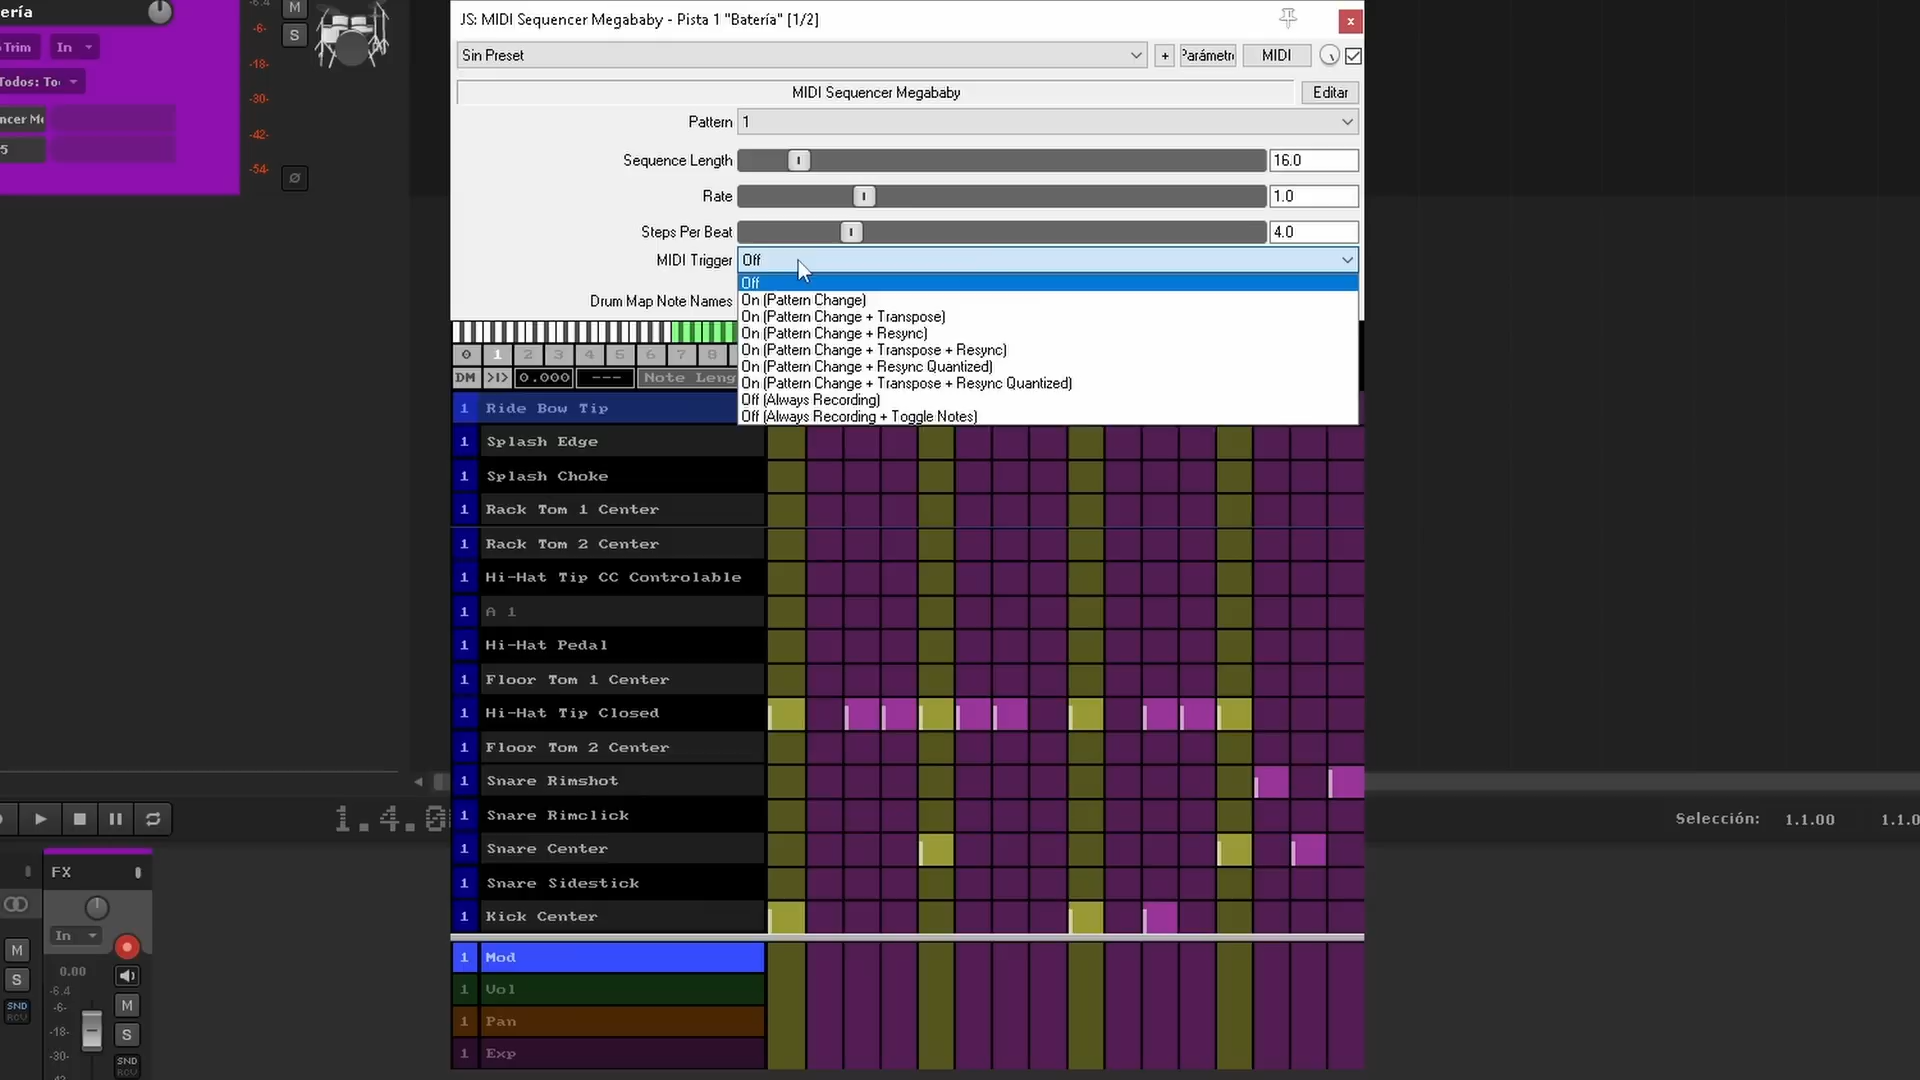 ería
Trim
In
Todos: To
ncer Me
5
-6.4
-6-
-18-
-30-
-42-
-54-
M
S
JS: MIDI Sequencer Megababy - Pista 1 "Batería" [1/2]
x
Sin Preset
+
Parámetr
MIDI
MIDI Sequencer Megababy
Editar
Pattern
1
Sequence Length
16.0
Rate
1.0
Steps Per Beat
4.0
MIDI Trigger
Off
Off
On (Pattern Change)
On (Pattern Change + Transpose)
On (Pattern Change + Resync)
On (Pattern Change + Transpose + Resync)
On (Pattern Change + Resync Quantized)
On (Pattern Change + Transpose + Resync Quantized)
Off (Always Recording)
Off (Always Recording + Toggle Notes)
Drum Map Note Names
0 1 2 3 4 5 6 7 8
DM >I> 0.000 --- Note Leng
1 Ride Bow Tip
1 Splash Edge
1 Splash Choke
1 Rack Tom 1 Center
1 Rack Tom 2 Center
1 Hi-Hat Tip CC Controlable
1 A 1
1 Hi-Hat Pedal
1 Floor Tom 1 Center
1 Hi-Hat Tip Closed
1 Floor Tom 2 Center
1 Snare Rimshot
1 Snare Rimclick
1 Snare Center
1 Snare Sidestick
1 Kick Center
1 Mod
1 Vol
1 Pan
1 Exp
1.4.0
Selección: 1.1.00 1.1.0
FX
In
0.00
-6.4
-6-
-18-
-30-
-42
M
S
SND
RCV
M
S
SND
RCV